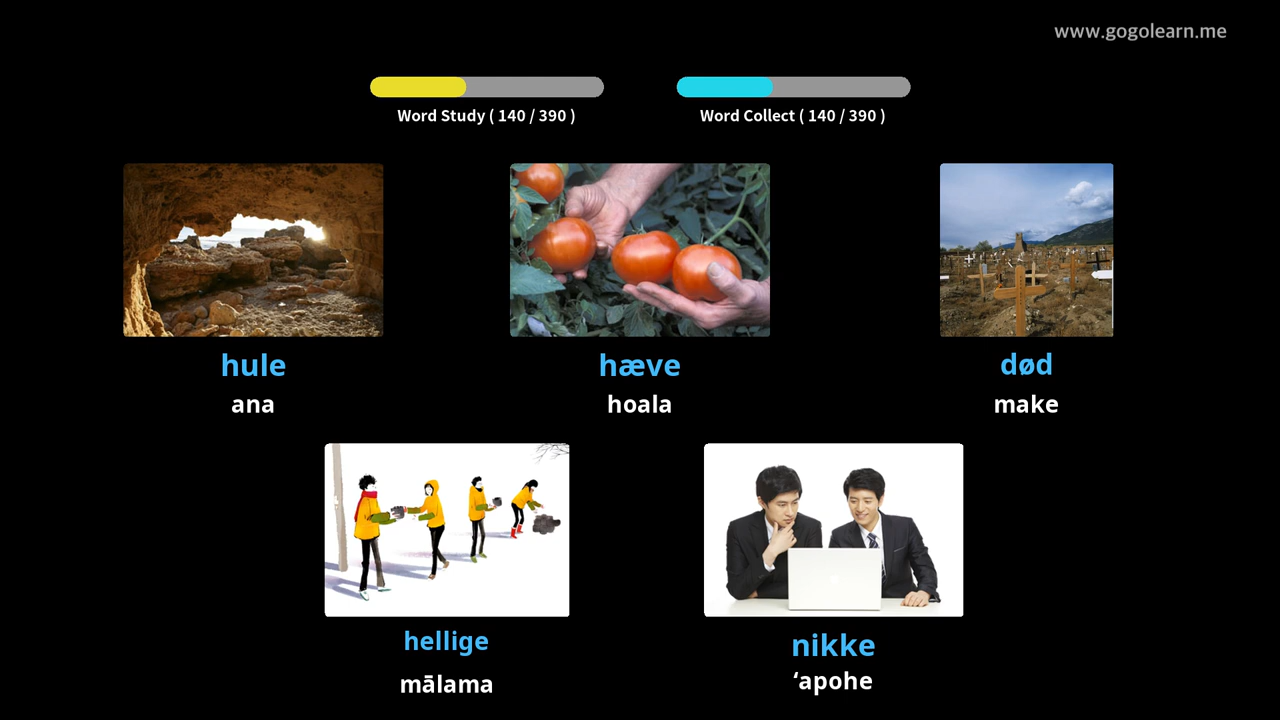 www.gogolearn.me
Word Study ( 140 / 390 )
Word Collect ( 140 / 390 )
hule
ana
hæve
hoala
død
make
hellige
mālama
nikke
ʻapohe